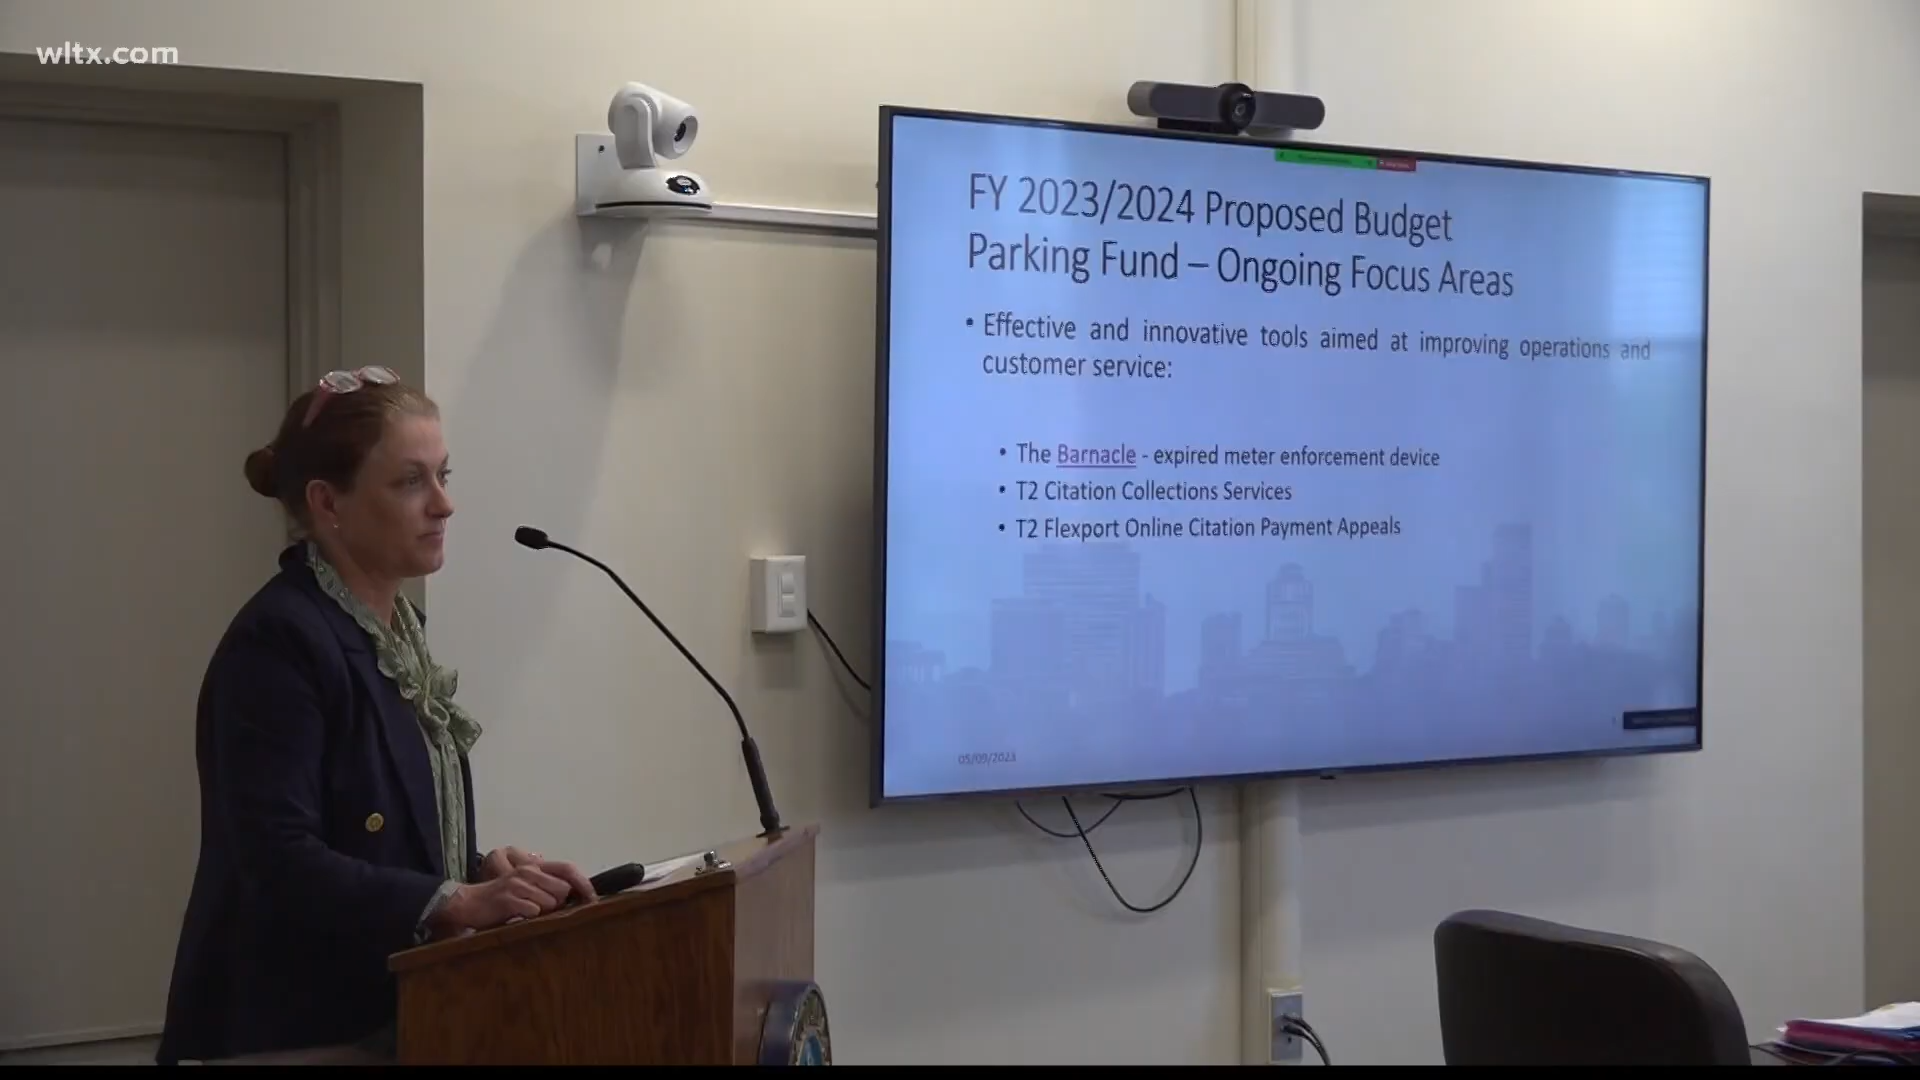 wltx.com
FY 2023/2024 Proposed Budget
Parking Fund – Ongoing Focus Areas
• Effective and innovative tools aimed at improving operations and
customer service:
• The Barnacle - expired meter enforcement device
• T2 Citation Collections Services
• T2 Flexport Online Citation Payment Appeals
05/09/2023